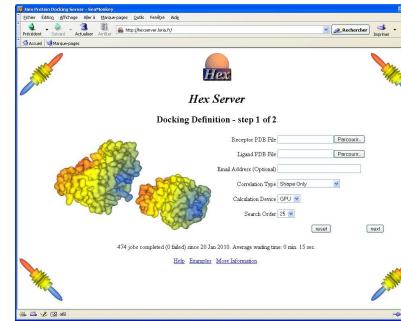 Hex Protein Docking Server - SeaMonkey
Fichier Édition Affichage Aller à Marque-pages Outils Fenêtre Aide
Précédent Suivant Actualiser Arrêter http://hexserver.loria.fr/ Rechercher Imprimer
Accueil Marque-pages
Hex
Hex Server
Docking Definition - step 1 of 2
Receptor PDB File Parcourir...
Ligand PDB File Parcourir...
Email Address (Optional)
Correlation Type Shape Only
Calculation Device GPU
Search Order 25
reset next
474 jobs completed (0 failed) since 20 Jan 2010. Average waiting time: 0 min. 15 sec.
Help Examples More Information